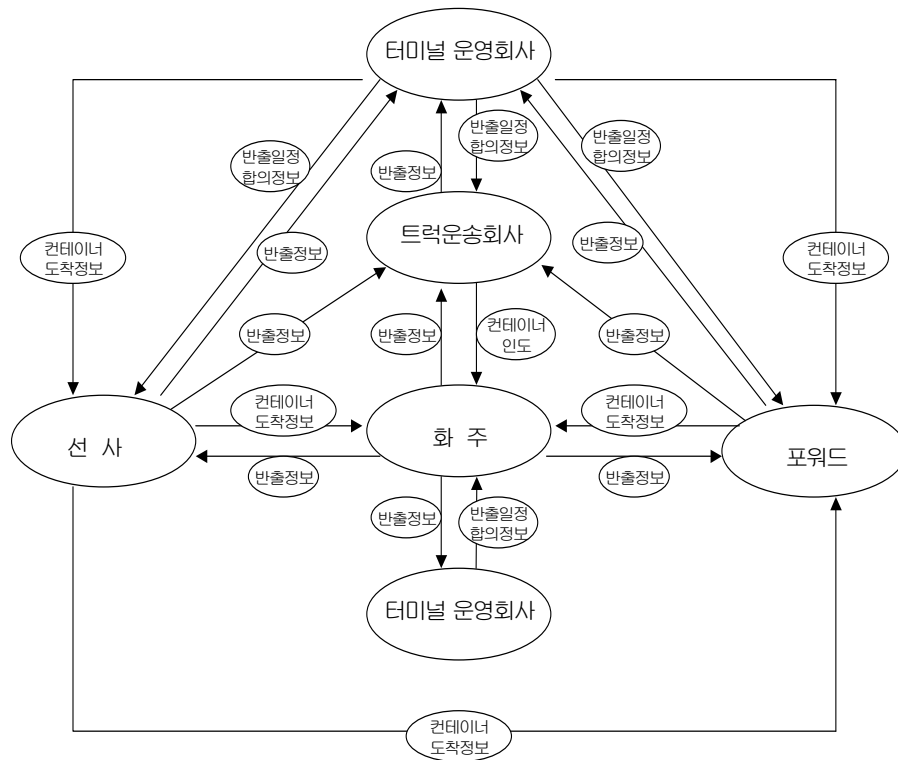 터미널 운영회사
반출일정
합의정보
반출일정
합의정보
반출일정
합의정보
반출정보
트럭운송회사
반출정보
반출정보
컨테이너
도착정보
컨테이너
도착정보
반출정보
반출정보
컨테이너
인도
반출정보
컨테이너
도착정보
컨테이너
도착정보
선 사
화 주
포워드
반출정보
반출정보
반출정보
반출일정
합의정보
터미널 운영회사
컨테이너
도착정보